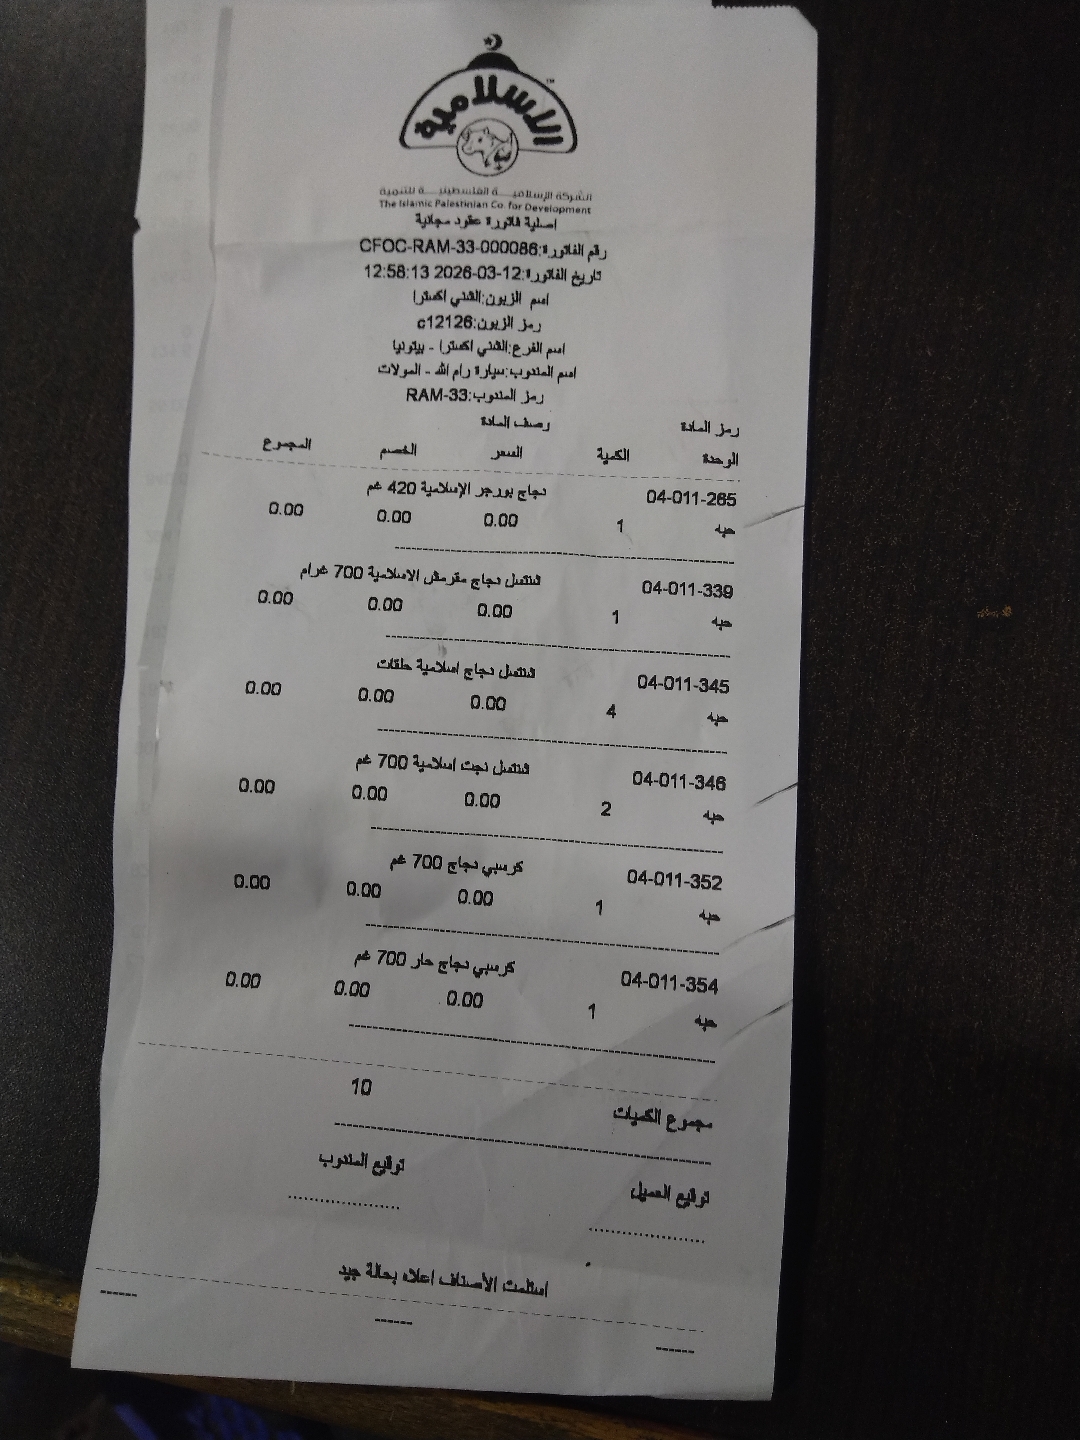 الإسلامية
الشركة الإسلامية الفلسطينية للتنمية
The Islamic Palestinian Co. for Development
اصلية فاتورة عقود مجانية
رقم الفاتورة:CFOC-RAM-33-000086
تاريخ الفاتورة:12-03-2026 12:58:13
اسم الزبون:الشني اكسترا
رمز الزبون:c12126
اسم الفرع:الشني اكسترا - بيتونيا
اسم المندوب:سيارة رام الله - المولات
رمز المندوب:RAM-33
رمز المادة وصف المادة
الوحدة الكمية السعر الخصم المجموع
04-011-265 دجاج بورجر الإسلامية 420 غم
حبه 1 0.00 0.00 0.00
04-011-339 شنتسل دجاج مقرمش الاسلامية 700 غرام
حبه 1 0.00 0.00 0.00
04-011-345 شنتسل دجاج اسلامية حلقات
حبه 4 0.00 0.00 0.00
04-011-346 شنتسل نجت اسلامية 700 غم
حبه 2 0.00 0.00 0.00
04-011-352 كرسبي دجاج 700 غم
حبه 1 0.00 0.00 0.00
04-011-354 كرسبي دجاج حار 700 غم
حبه 1 0.00 0.00 0.00
مجموع الكميات 10
توقيع العميل توقيع المندوب
استلمت الأصناف اعلاه بحالة جيد